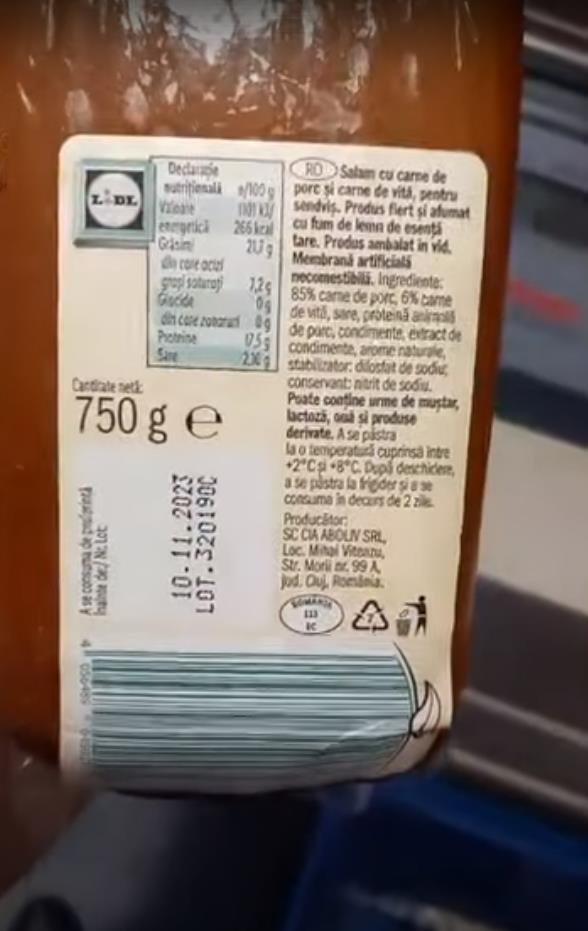 LIDL
Declarație
nutrițională ø/100 g
Valoare 1101 kJ/
energetică 266 kcal
Grăsimi 21,7 g
din care acizi
grași saturați 7,2 g
Glucide 0 g
din care zaharuri 0 g
Proteine 17,5 g
Sare
Cantitate netă:
750 g e
RO Salam cu carne de
porc și carne de vită, pentru
sendviș. Produs fiert și afumat
cu fum de lemn de esență
tare. Produs ambalat in vid.
Membrană artificială
necomestibilă. Ingrediente:
85% carne de porc, 6% carne
de vită, sare, proteină animală
de porc, condimente, extract de
condimente, arome naturale,
stabilizator: difosfat de sodiu;
conservant: nitrit de sodiu.
Poate conține urme de muștar,
lactoză, ouă și produse
derivate. A se păstra
la o temperatură cuprinsă între
+2°C și +8°C. După deschidere,
a se păstra la frigider și a se
consuma în decurs de 2 zile.
Producător:
SC CIA ABOLIV SRL,
Loc. Mihai Viteazu,
Str. Morii nr. 99 A,
jud. Cluj, România.
ROMANIA
113
EC
7
A se consuma de preferință
înainte de:/ Nr. Lot:
10.11.2023
LOT.320190C